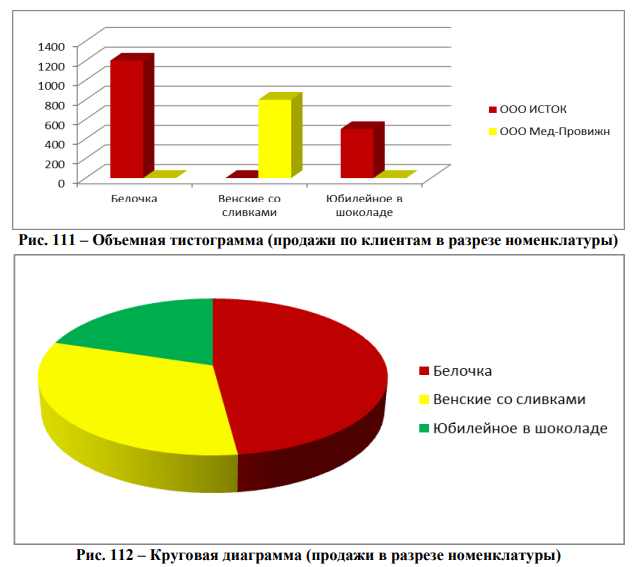 1400
1200
1000
800
600
400
200
0
Белочка
Венские со
сливками
Юбилейное в
шоколаде
ООО ИСТОК
ООО Мед-Провижн
Рис. 111 – Объемная тистограмма (продажи по клиентам в разрезе номенклатуры)
Белочка
Венские со сливками
Юбилейное в шоколаде
Рис. 112 – Круговая диаграмма (продажи в разрезе номенклатуры)